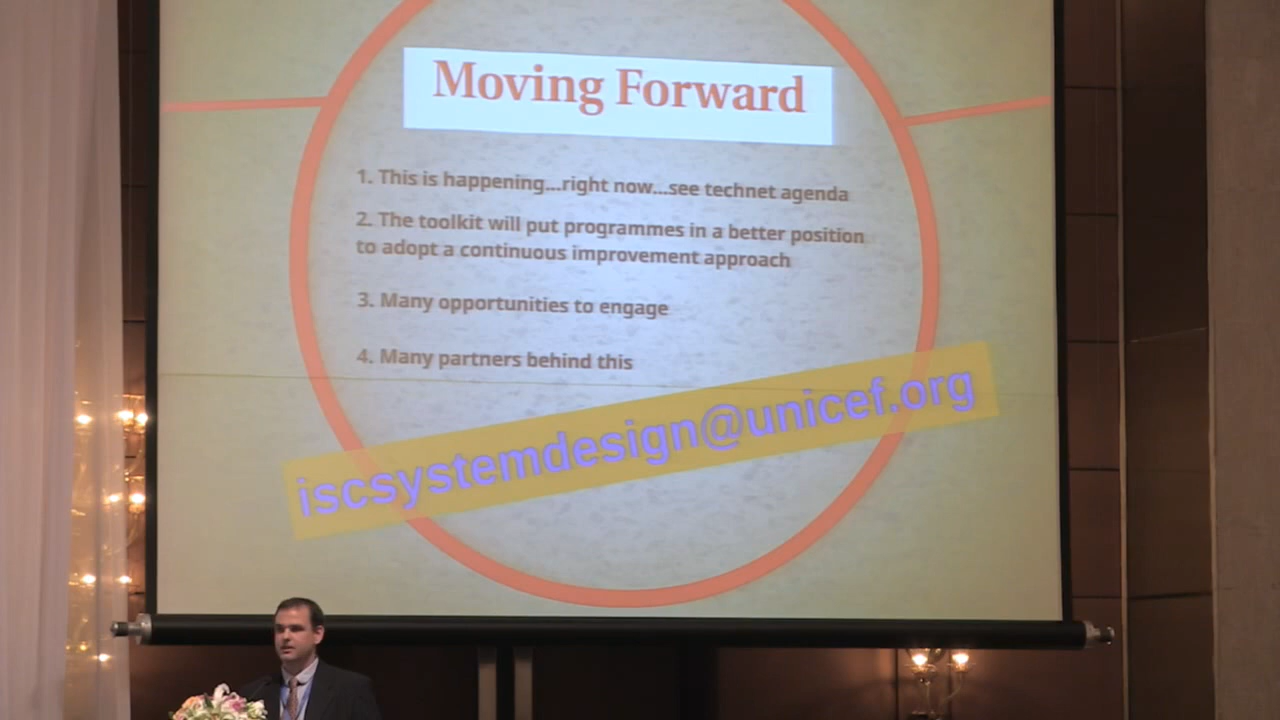 Moving Forward
1. This is happening...right now...see technet agenda
2. The toolkit will put programmes in a better position
to adopt a continuous improvement approach
3. Many opportunities to engage
4. Many partners behind this
iscsystemdesign@unicef.org